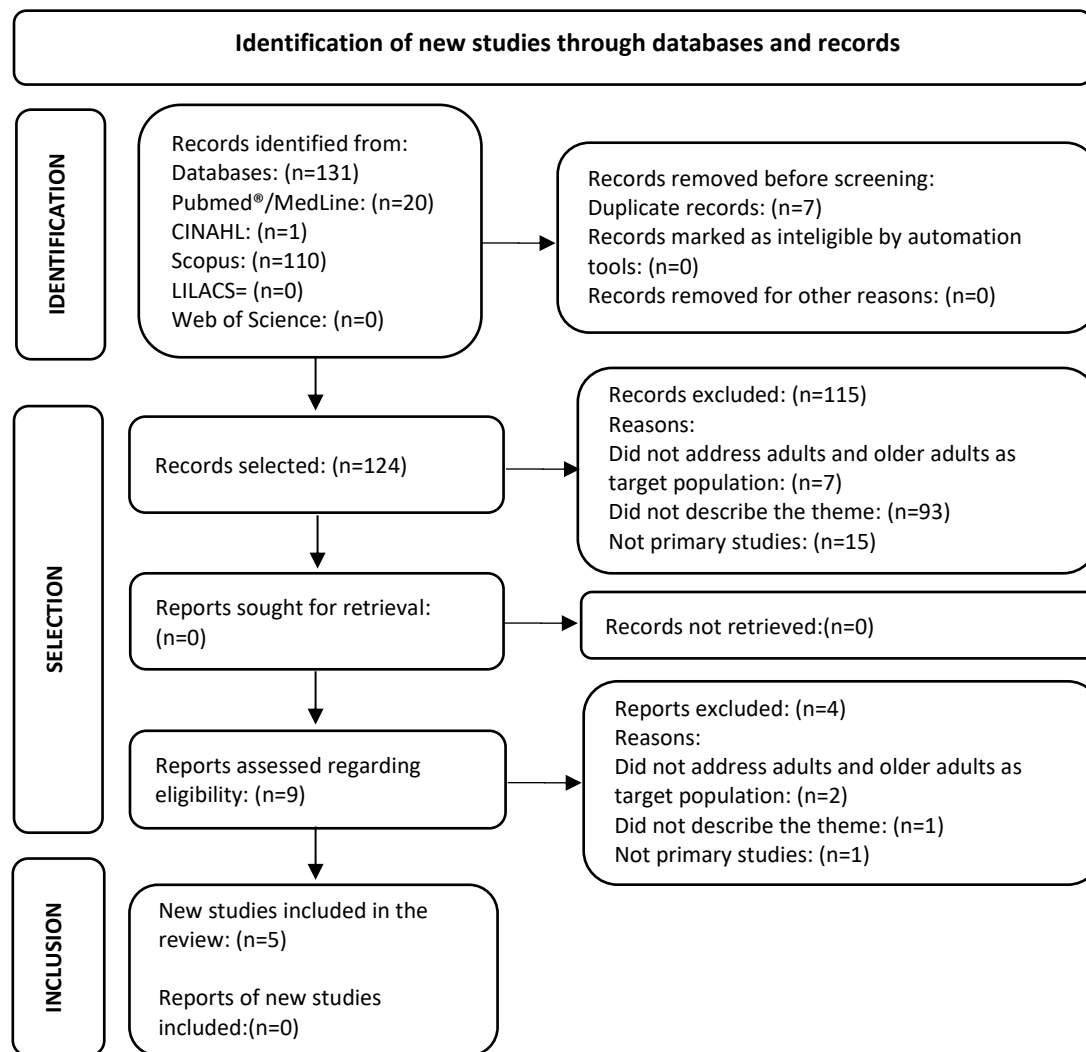 Identification of new studies through databases and records
IDENTIFICATION
Records identified from:
Databases: (n=131)
Pubmed®/MedLine: (n=20)
CINAHL: (n=1)
Scopus: (n=110)
LILACS= (n=0)
Web of Science: (n=0)
Records removed before screening:
Duplicate records: (n=7)
Records marked as inteligible by automation
tools: (n=0)
Records removed for other reasons: (n=0)
SELECTION
Records selected: (n=124)
Records excluded: (n=115)
Reasons:
Did not address adults and older adults as
target population: (n=7)
Did not describe the theme: (n=93)
Not primary studies: (n=15)
Reports sought for retrieval:
(n=0)
Records not retrieved:(n=0)
Reports assessed regarding
eligibility: (n=9)
Reports excluded: (n=4)
Reasons:
Did not address adults and older adults as
target population: (n=2)
Did not describe the theme: (n=1)
Not primary studies: (n=1)
INCLUSION
New studies included in the
review: (n=5)
Reports of new studies
included:(n=0)